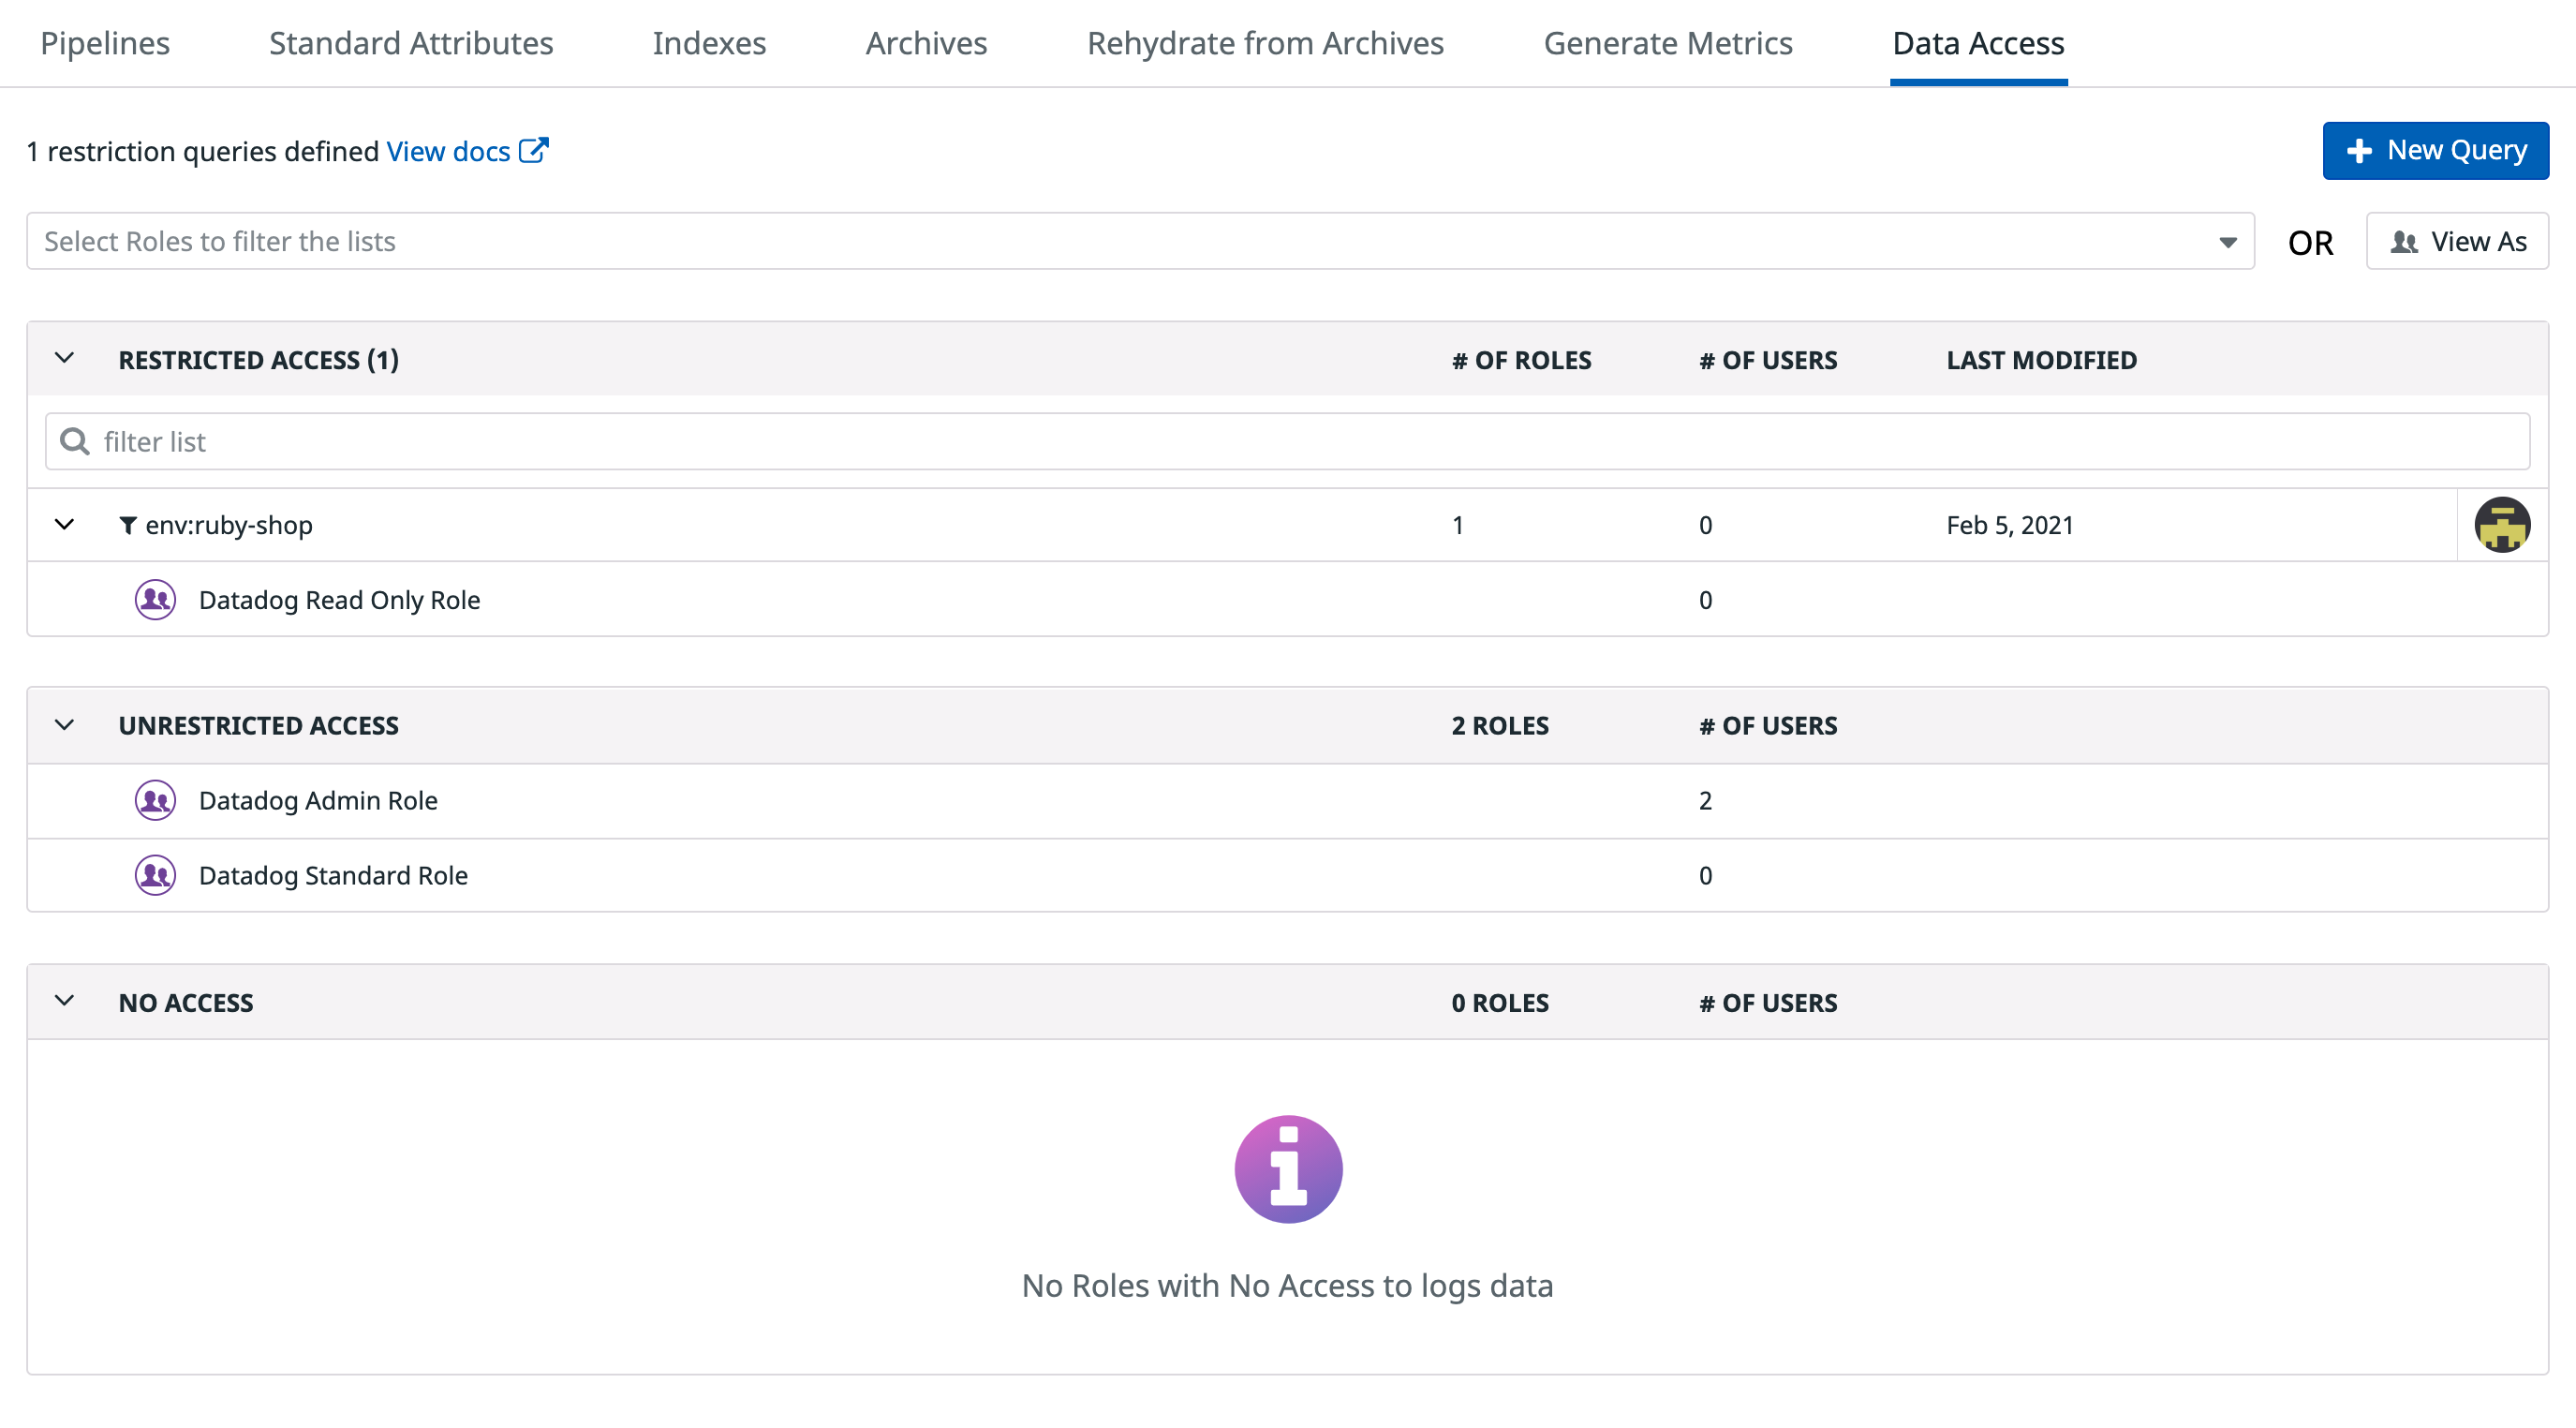 Pipelines Standard Attributes Indexes Archives Rehydrate from Archives Generate Metrics Data Access
1 restriction queries defined View docs
New Query
Select Roles to filter the lists OR View As
RESTRICTED ACCESS (1) # OF ROLES # OF USERS LAST MODIFIED
filter list
env:ruby-shop 1 0 Feb 5, 2021
Datadog Read Only Role 0
UNRESTRICTED ACCESS 2 ROLES # OF USERS
Datadog Admin Role 2
Datadog Standard Role 0
NO ACCESS 0 ROLES # OF USERS
No Roles with No Access to logs data